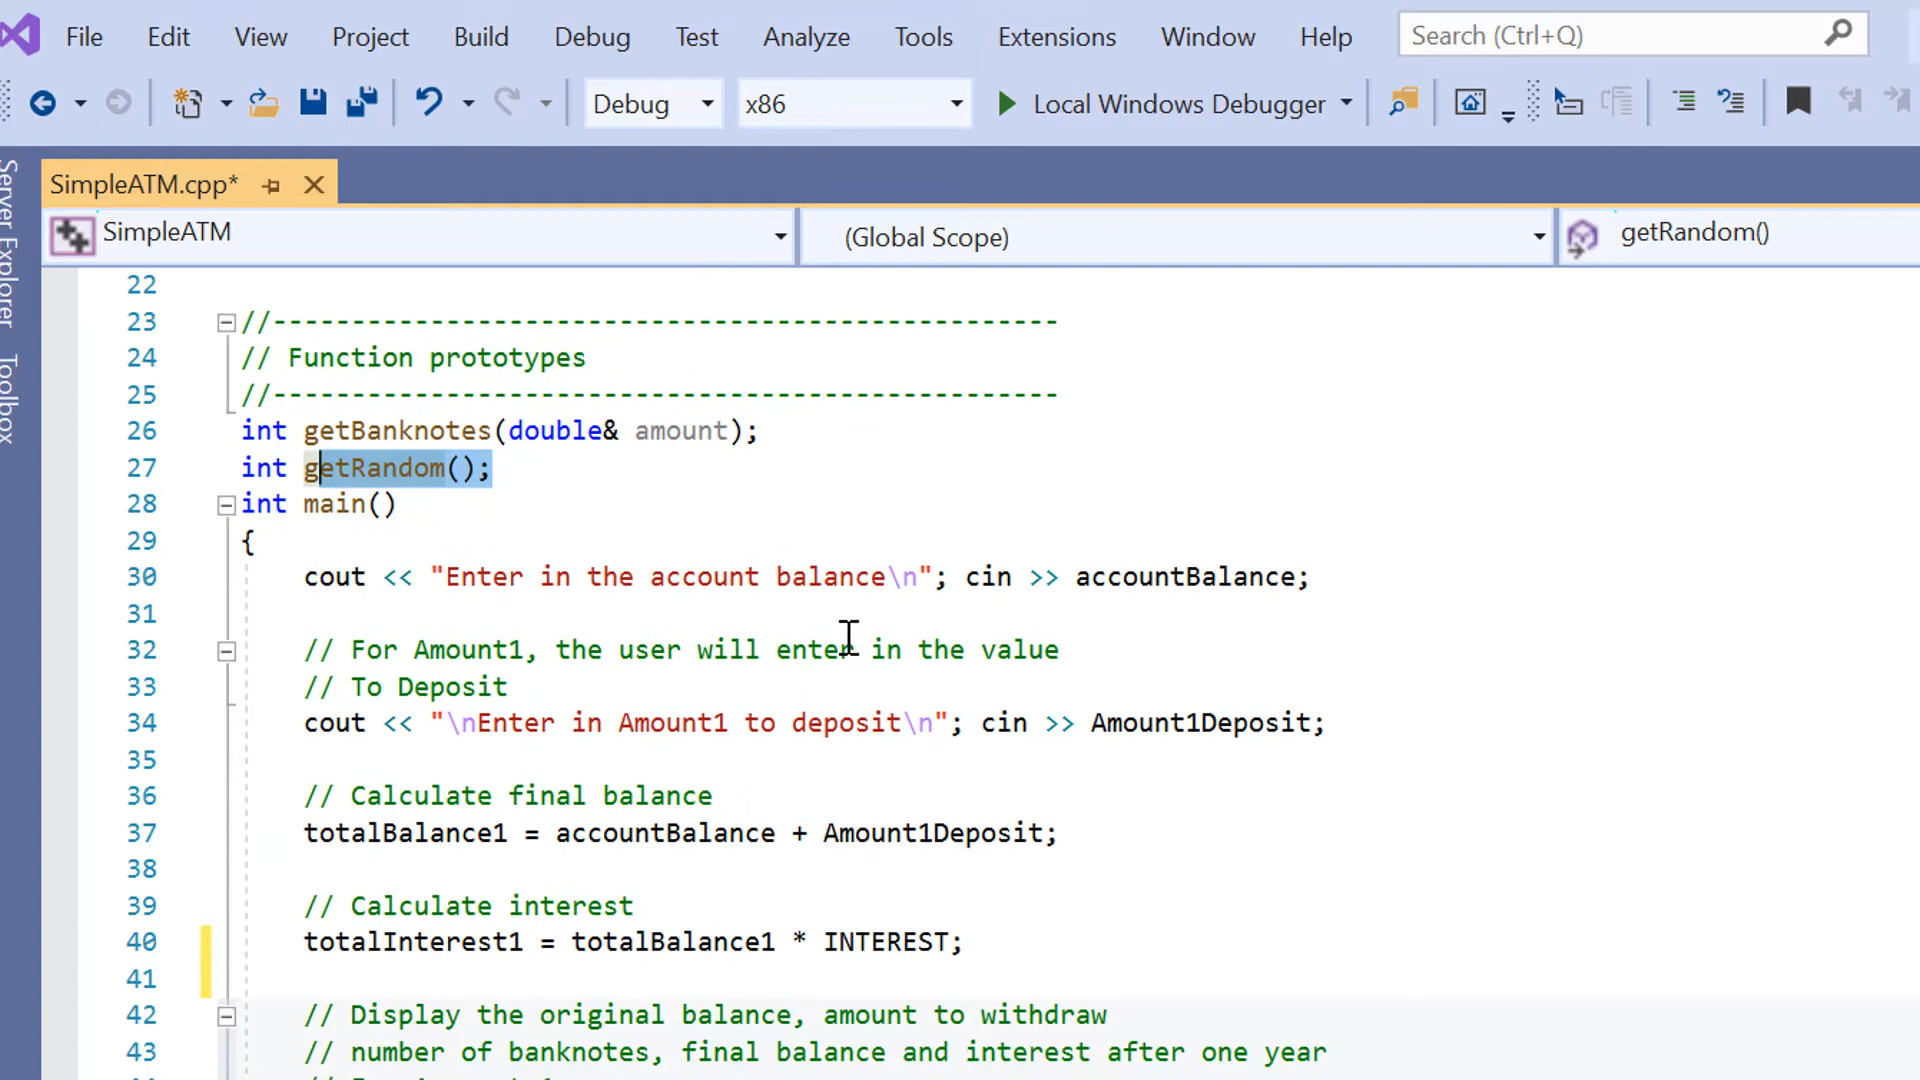 File Edit View Project Build Debug Test Analyze Tools Extensions Window Help Search (Ctrl+Q)
Debug x86 Local Windows Debugger
Server Explorer
Toolbox
SimpleATM.cpp*
SimpleATM (Global Scope) getRandom()
22
23 //--------------------------------------------------
24 // Function prototypes
25 //--------------------------------------------------
26 int getBanknotes(double& amount);
27 int getRandom();
28 int main()
29 {
30 cout << "Enter in the account balance\n"; cin >> accountBalance;
31
32 // For Amount1, the user will enter in the value
33 // To Deposit
34 cout << "\nEnter in Amount1 to deposit\n"; cin >> Amount1Deposit;
35
36 // Calculate final balance
37 totalBalance1 = accountBalance + Amount1Deposit;
38
39 // Calculate interest
40 totalInterest1 = totalBalance1 * INTEREST;
41
42 // Display the original balance, amount to withdraw
43 // number of banknotes, final balance and interest after one year